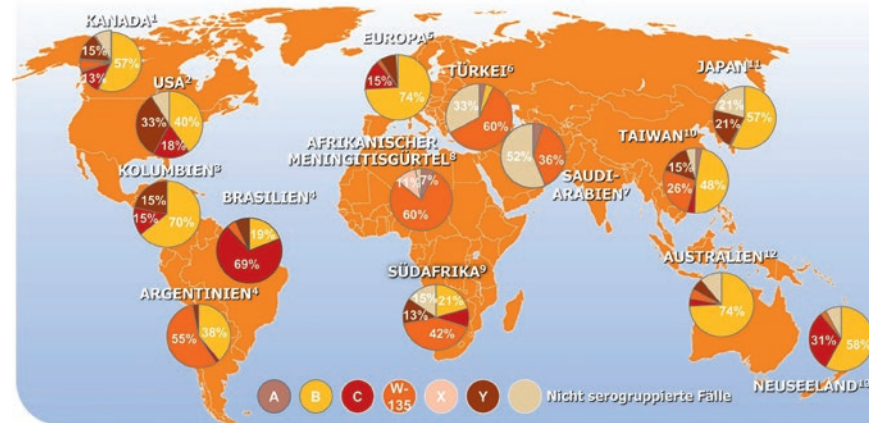 KANADA¹
15%
57%
13%
USA²
33%
40%
18%
KOLUMBIEN³
15%
15%
70%
BRASILIEN⁴
19%
69%
ARGENTINIEN⁴
55%
38%
EUROPA⁵
15%
74%
TÜRKEI⁶
33%
60%
52%
36%
SAUDI-
ARABIEN⁷
AFRIKANISCHER
MENINGITISGÜRTEL⁸
11%
7%
60%
SÜDAFRIKA⁹
15%
21%
13%
42%
JAPAN¹¹
21%
57%
21%
TAIWAN¹⁰
15%
26%
48%
AUSTRALIEN¹²
74%
31%
58%
NEUSEELAND¹³
A
B
C
W-
135
X
Y
Nicht serogruppierte Fälle